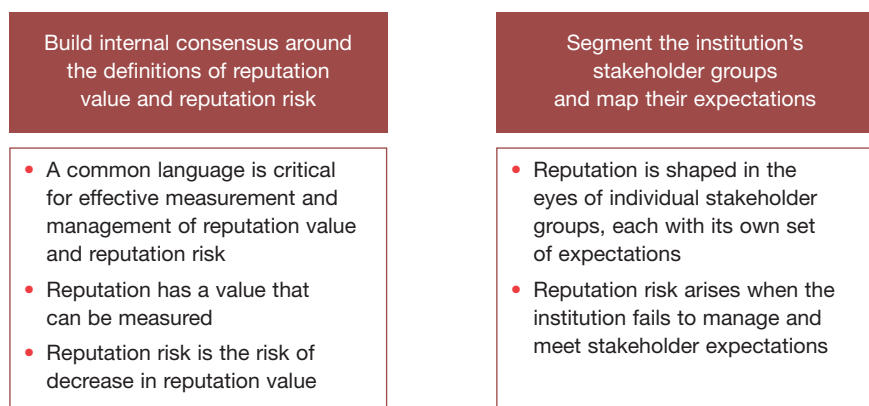 Build internal consensus around
the definitions of reputation
value and reputation risk
• A common language is critical
for effective measurement and
management of reputation value
and reputation risk
• Reputation has a value that
can be measured
• Reputation risk is the risk of
decrease in reputation value
Segment the institution's
stakeholder groups
and map their expectations
• Reputation is shaped in the
eyes of individual stakeholder
groups, each with its own set
of expectations
• Reputation risk arises when the
institution fails to manage and
meet stakeholder expectations